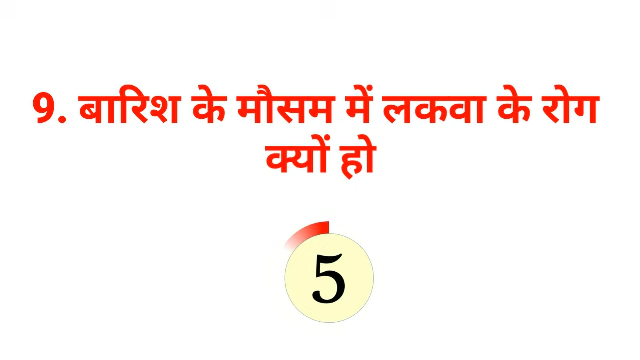 9. बारिश के मौसम में लकवा के रोग
क्यों हो
5